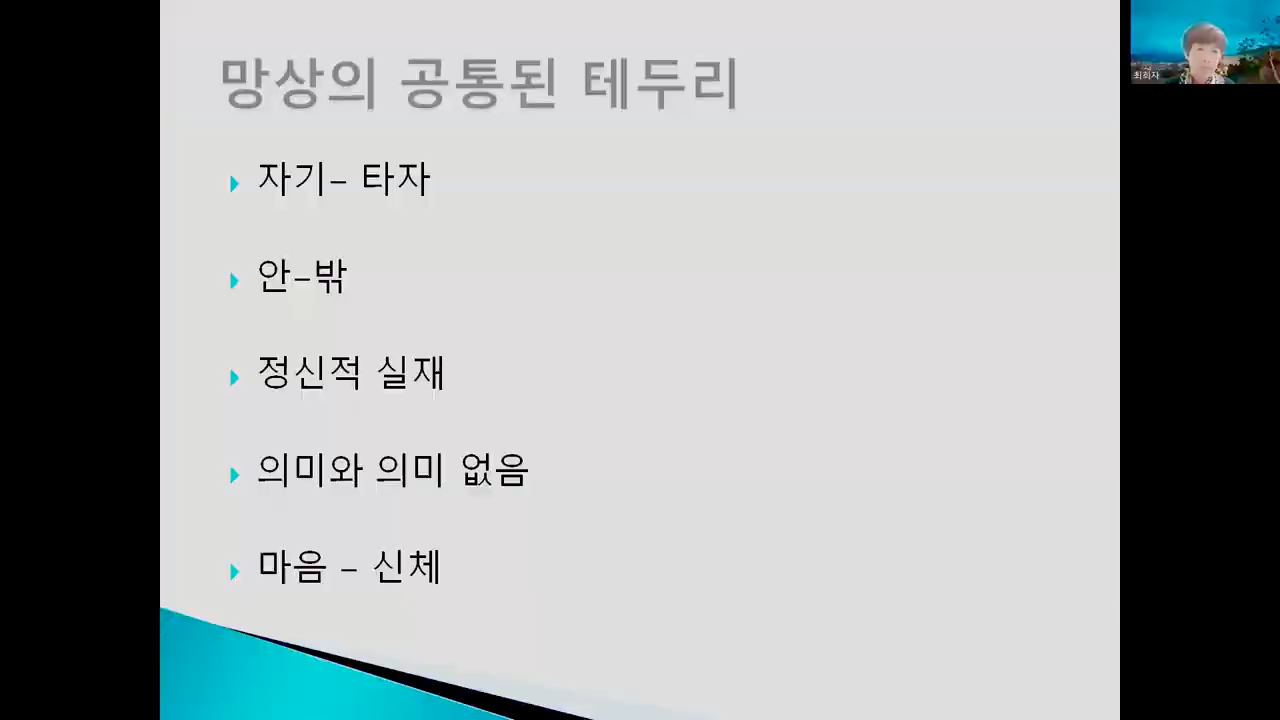 망상의 공통된 테두리
자기– 타자
안–밖
정신적 실재
의미와 의미 없음
마음 – 신체
최희자